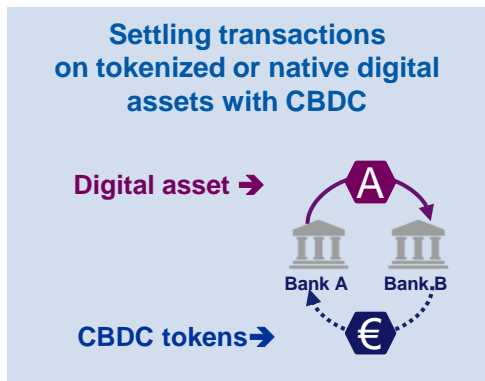 Settling transactions
on tokenized or native digital
assets with CBDC
Digital asset ➔
A
Bank A
Bank B
CBDC tokens➔
€